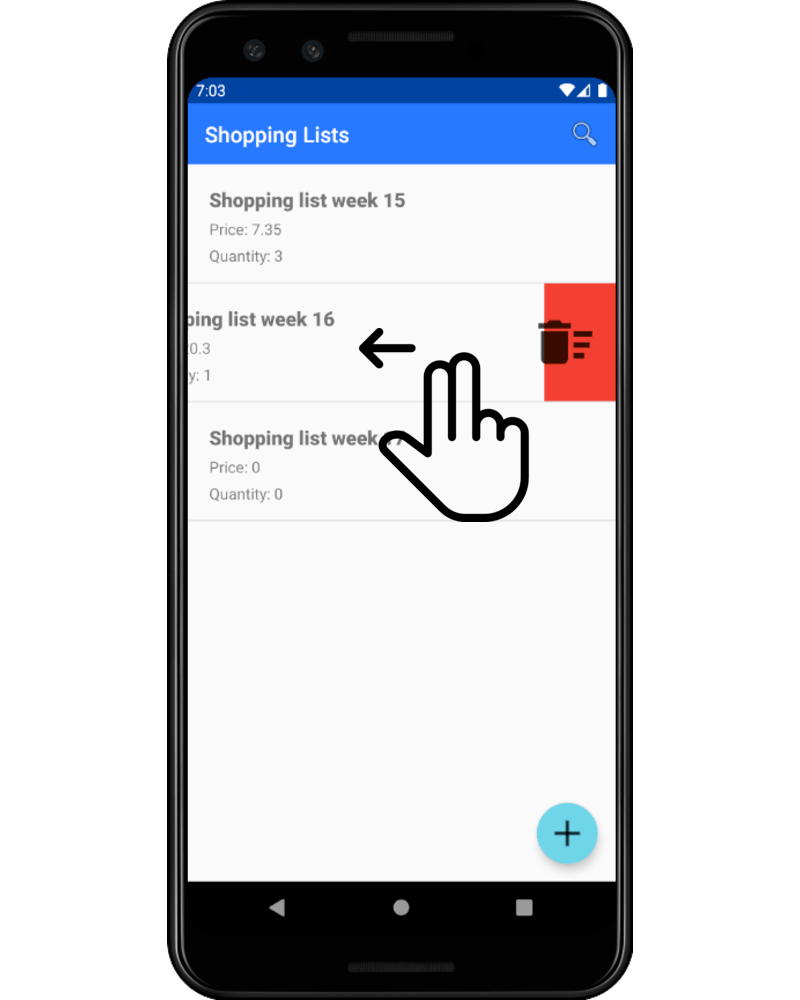 7:03
Shopping Lists
Shopping list week 15
Price: 7.35
Quantity: 3
ping list week 16
0.3
y: 1
Shopping list week
Price: 0
Quantity: 0